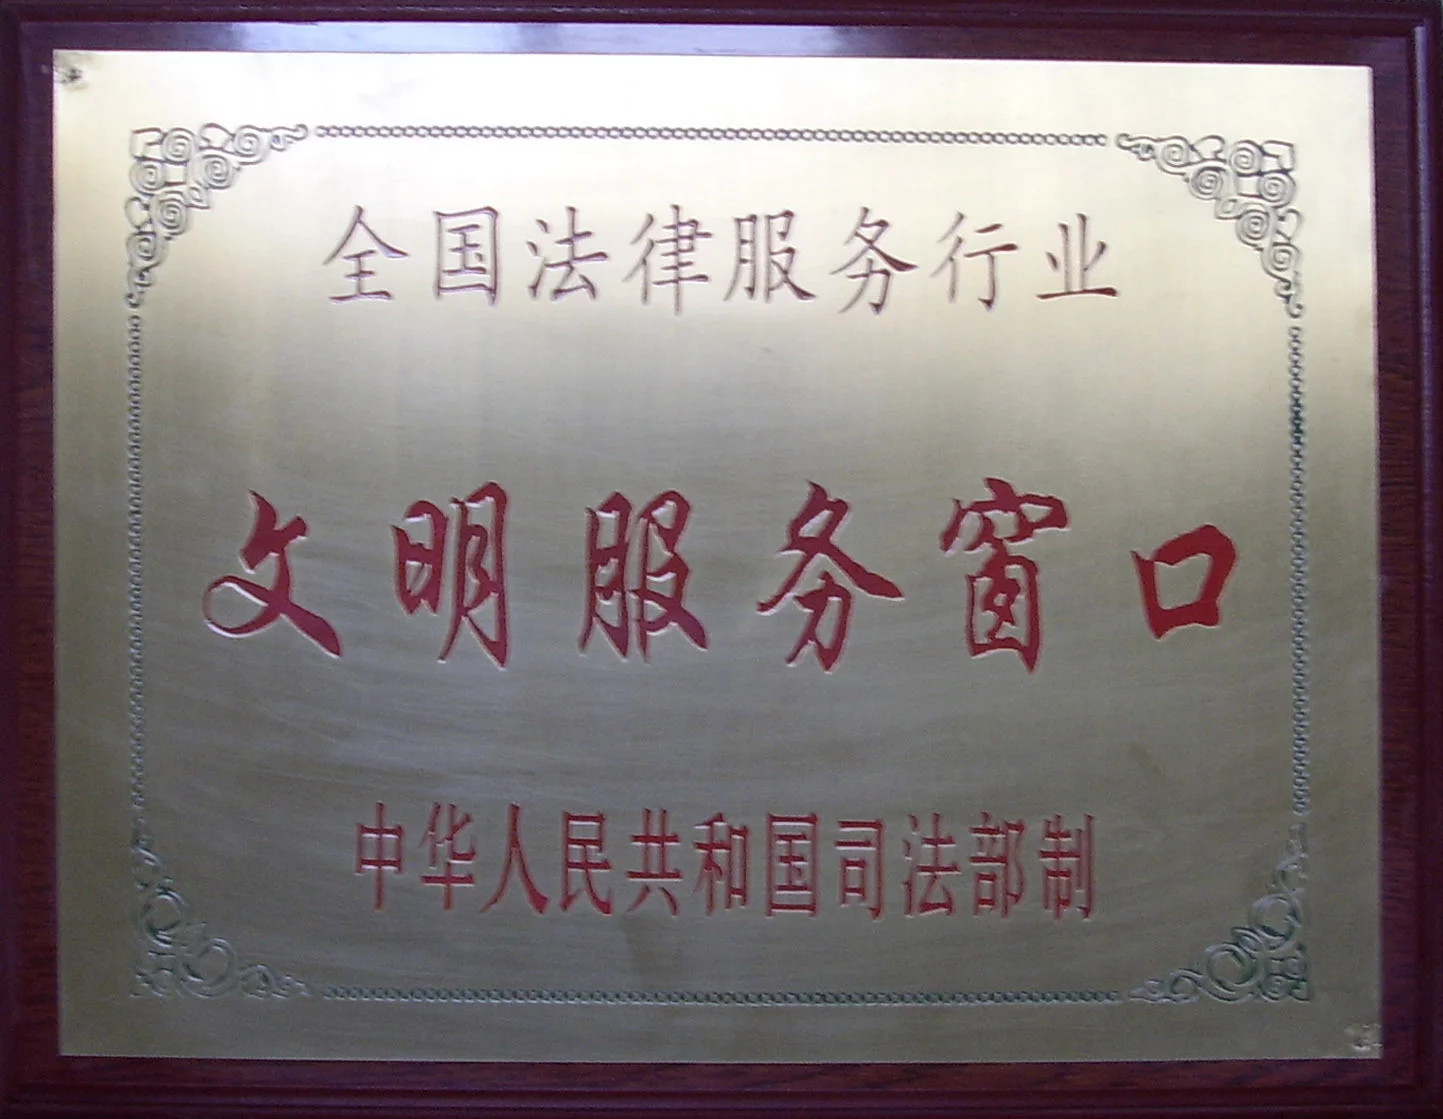 全国法律服务行业
文明服务窗口
中华人民共和国司法部制